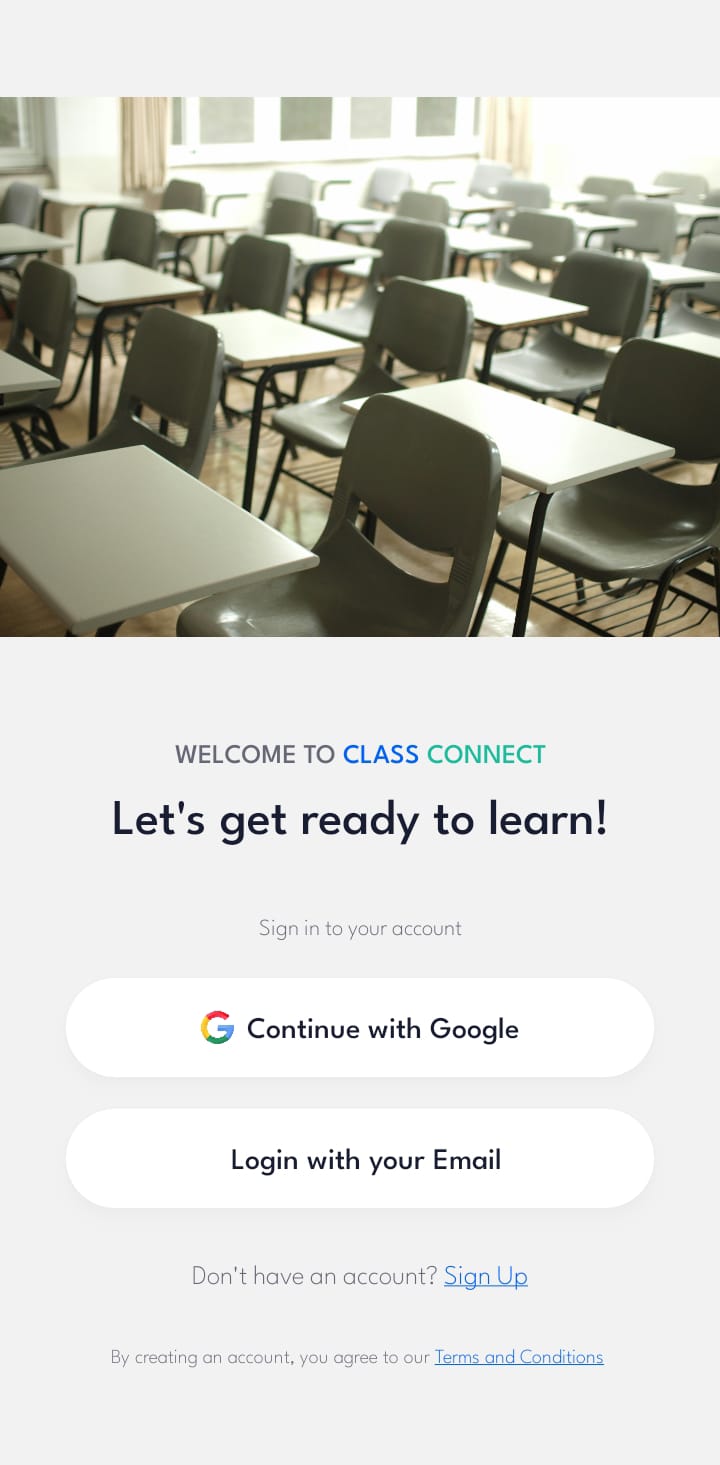 WELCOME TO CLASS CONNECT
Let's get ready to learn!
Sign in to your account
Continue with Google
Login with your Email
Don't have an account? Sign Up
By creating an account, you agree to our Terms and Conditions